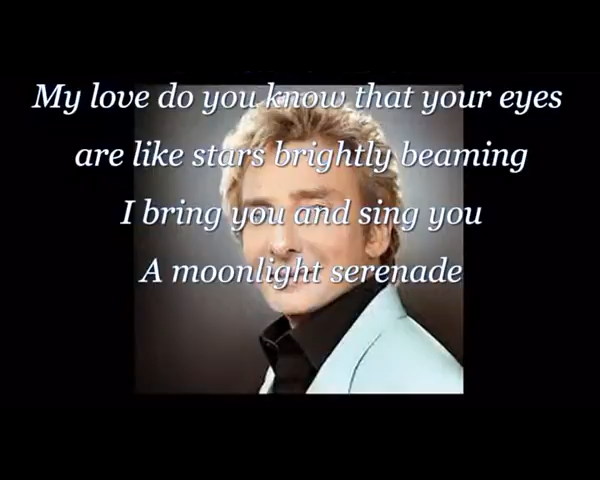 My love do you know that your eyes
are like stars brightly beaming
I bring you and sing you
A moonlight serenade